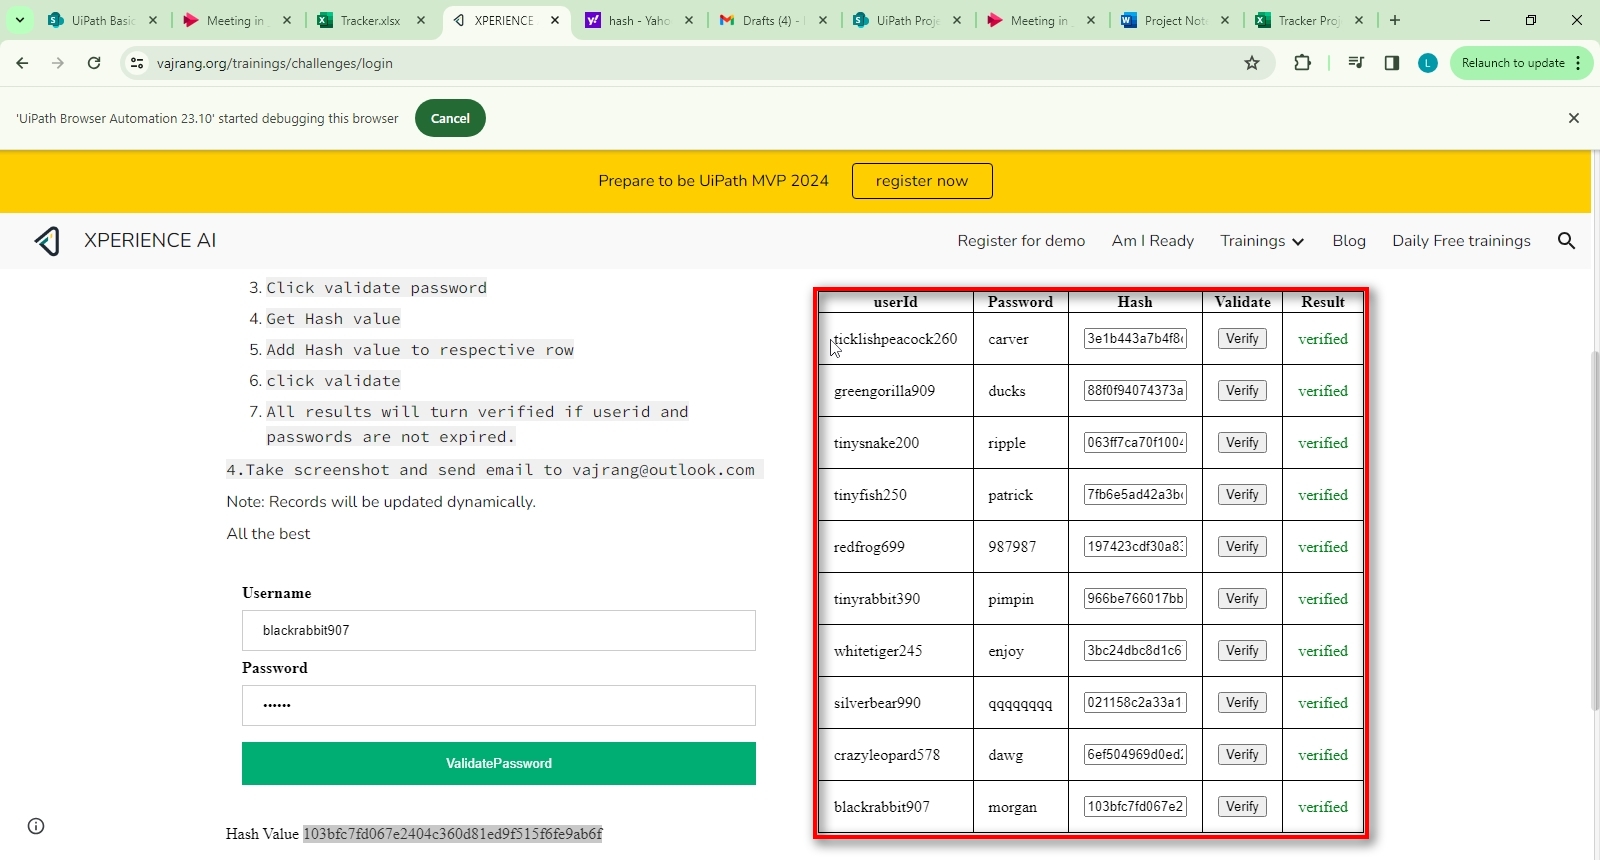 UiPath Basic
Meeting in
Tracker.xlsx
XPERIENCE
hash - Yaho
Drafts (4) -
UiPath Proje
Meeting in
Project Note
Tracker Proj
vajrang.org/trainings/challenges/login
L
Relaunch to update
'UiPath Browser Automation 23.10' started debugging this browser
Cancel
Prepare to be UiPath MVP 2024
register now
XPERIENCE AI
Register for demo
Am I Ready
Trainings
Blog
Daily Free trainings
3. Click validate password
4. Get Hash value
5. Add Hash value to respective row
6. click validate
7. All results will turn verified if userid and
passwords are not expired.
4.Take screenshot and send email to vajrang@outlook.com
Note: Records will be updated dynamically.
All the best
Username
blackrabbit907
Password
••••••
ValidatePassword
Hash Value 103bfc7fd067e2404c360d81ed9f515f6fe9ab6f
userId Password Hash Validate Result
ticklishpeacock260 carver 3e1b443a7b4f8 Verify verified
greengorilla909 ducks 88f0f94074373a Verify verified
tinysnake200 ripple 063ff7ca70f1004 Verify verified
tinyfish250 patrick 7fb6e5ad42a3b Verify verified
redfrog699 987987 197423cdf30a83 Verify verified
tinyrabbit390 pimpin 966be766017bb Verify verified
whitetiger245 enjoy 3bc24dbc8d1c6 Verify verified
silverbear990 qqqqqqqq 021158c2a33a1 Verify verified
crazyleopard578 dawg 6ef504969d0ed Verify verified
blackrabbit907 morgan 103bfc7fd067e2 Verify verified